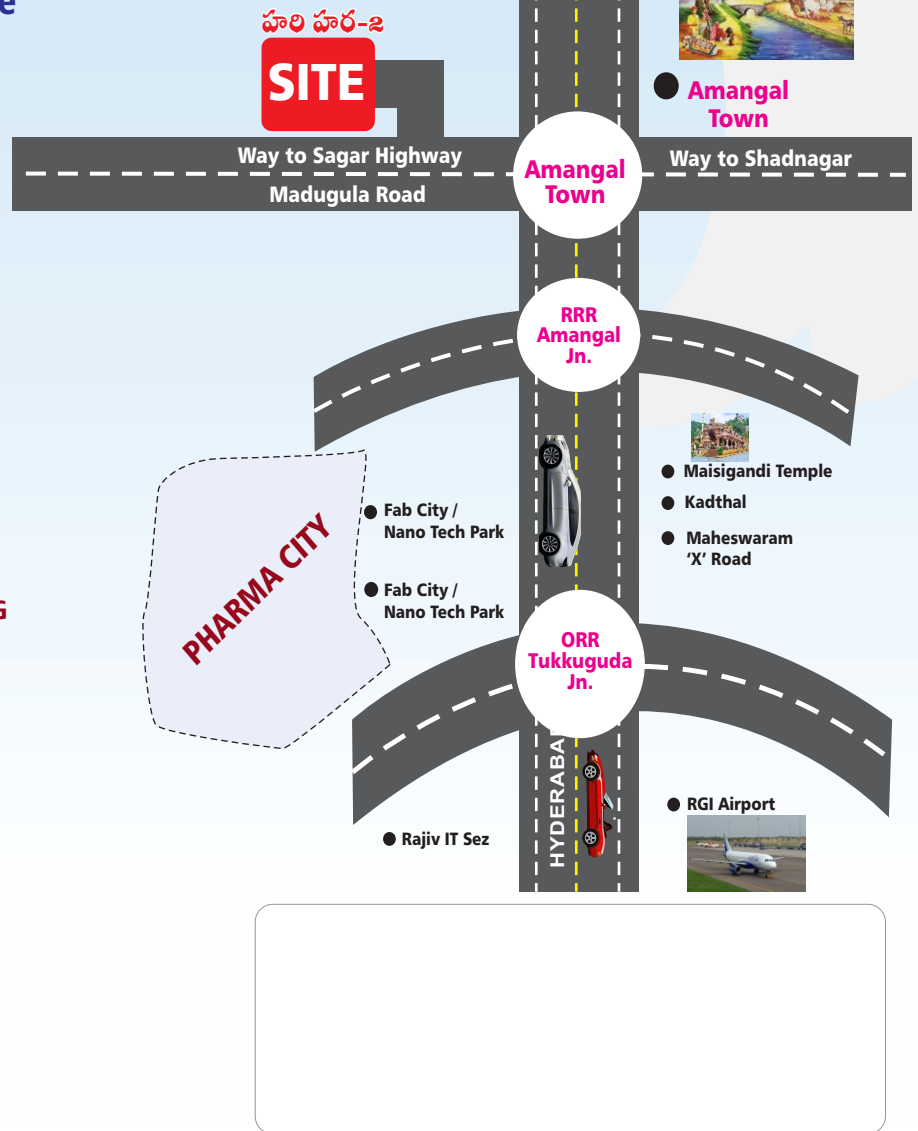 e
హరి హర-2
SITE
Amangal
Town
Way to Sagar Highway
Madugula Road
Amangal
Town
Way to Shadnagar
RRR
Amangal
Jn.
Maisigandi Temple
Kadthal
Maheswaram
‘X’ Road
Fab City /
Nano Tech Park
Fab City /
Nano Tech Park
PHARMA CITY
G
ORR
Tukkuguda
Jn.
HYDERABA
RGI Airport
Rajiv IT Sez